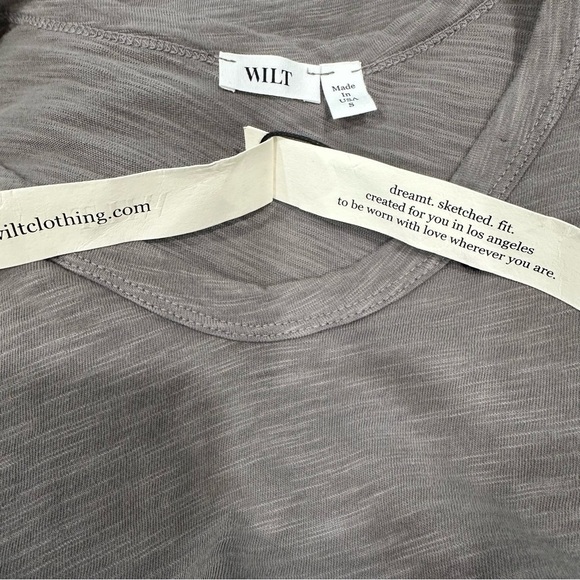 WILT
Made
In
USA
S
wiltclothing.com
dreamt. sketched. fit.
created for you in los angeles
to be worn with love wherever you are.